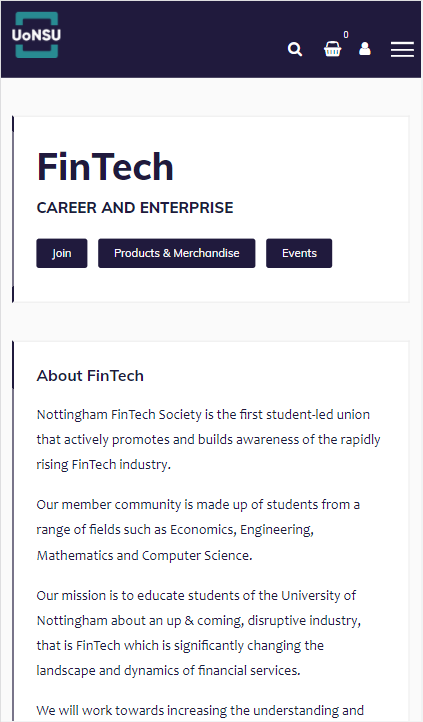 UoNSU
0
FinTech
CAREER AND ENTERPRISE
Join
Products & Merchandise
Events
About FinTech
Nottingham FinTech Society is the first student-led union
that actively promotes and builds awareness of the rapidly
rising FinTech industry.
Our member community is made up of students from a
range of fields such as Economics, Engineering,
Mathematics and Computer Science.
Our mission is to educate students of the University of
Nottingham about an up & coming, disruptive industry,
that is FinTech which is significantly changing the
landscape and dynamics of financial services.
We will work towards increasing the understanding and